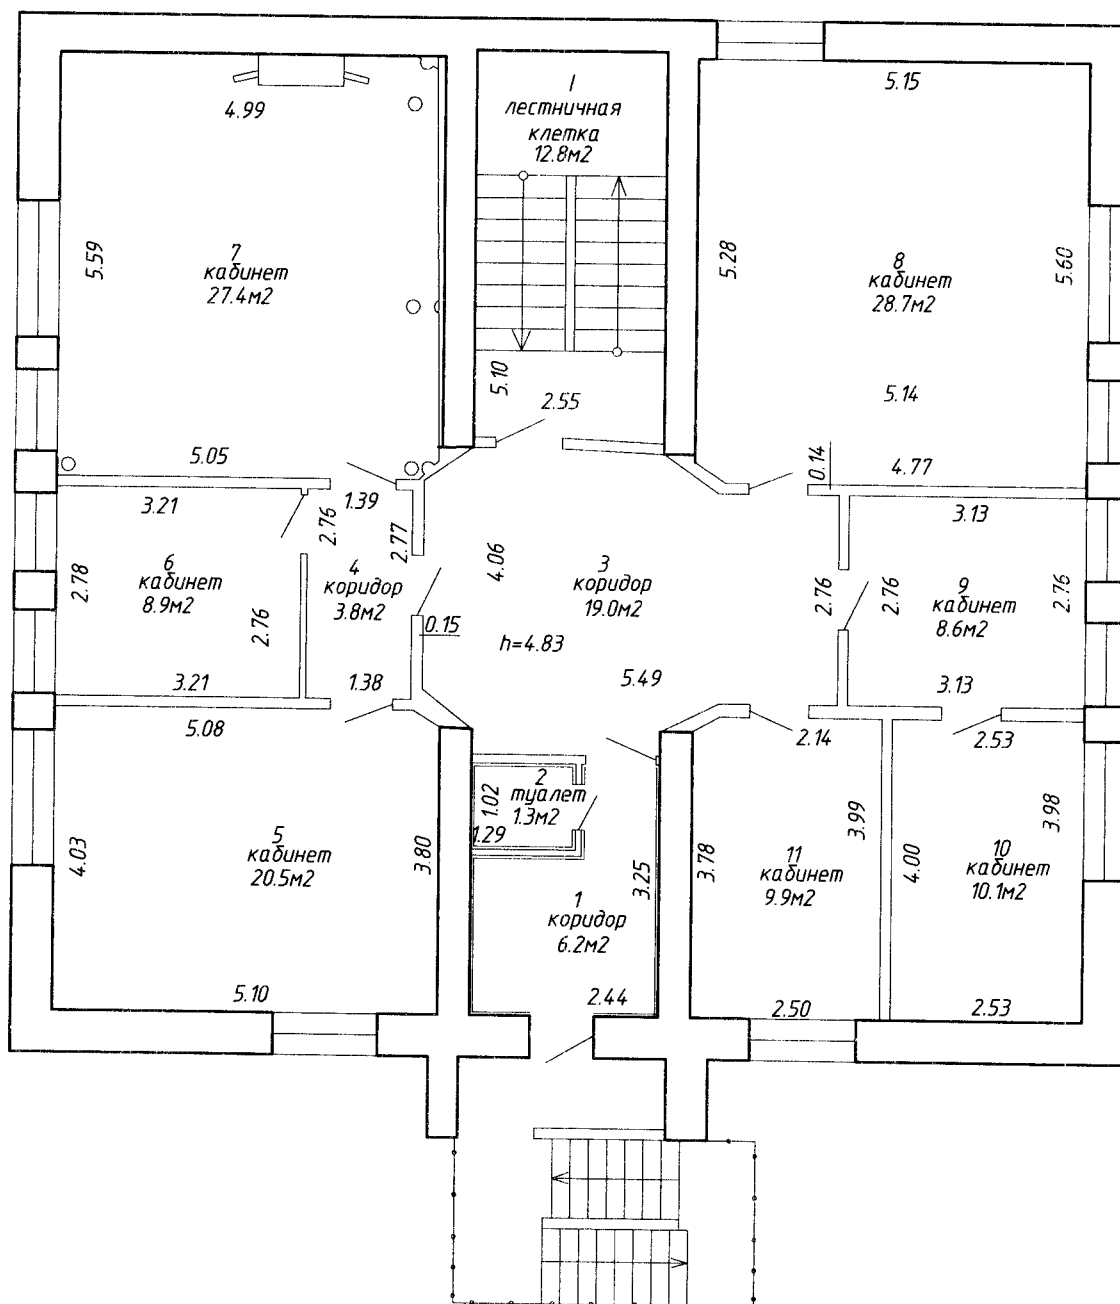 I
лестничная
клетка
12.8м2
5.15
4.99
5.59
7
кабинет
27.4м2
5.28
8
кабинет
28.7м2
5.60
5.10
2.55
5.14
5.05
0.14
4.77
3.21
2.76
1.39
2.77
3.13
2.78
6
кабинет
8.9м2
2.76
4
коридор
3.8м2
4.06
3
коридор
19.0м2
2.76
2.76
9
кабинет
8.6м2
2.76
0.15
h=4.83
3.21
1.38
5.49
3.13
5.08
2.14
2.53
2
туалет
1.3м2
1.02
1.29
4.03
5
кабинет
20.5м2
3.80
1
коридор
6.2м2
3.25
3.78
11
кабинет
9.9м2
3.99
4.00
10
кабинет
10.1м2
3.98
5.10
2.44
2.50
2.53